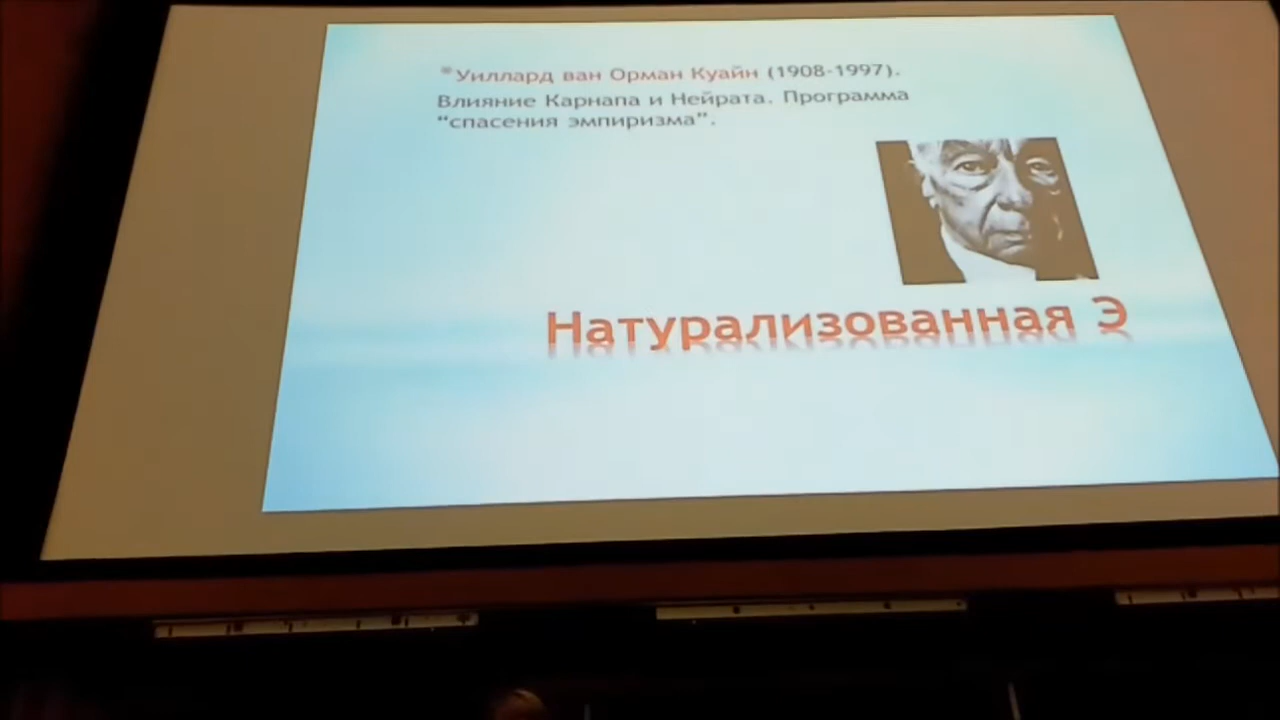 *Уиллард ван Орман Куайн (1908-1997).
Влияние Карнапа и Нейрата. Программа
“спасения эмпиризма”.
Натурализованная Э